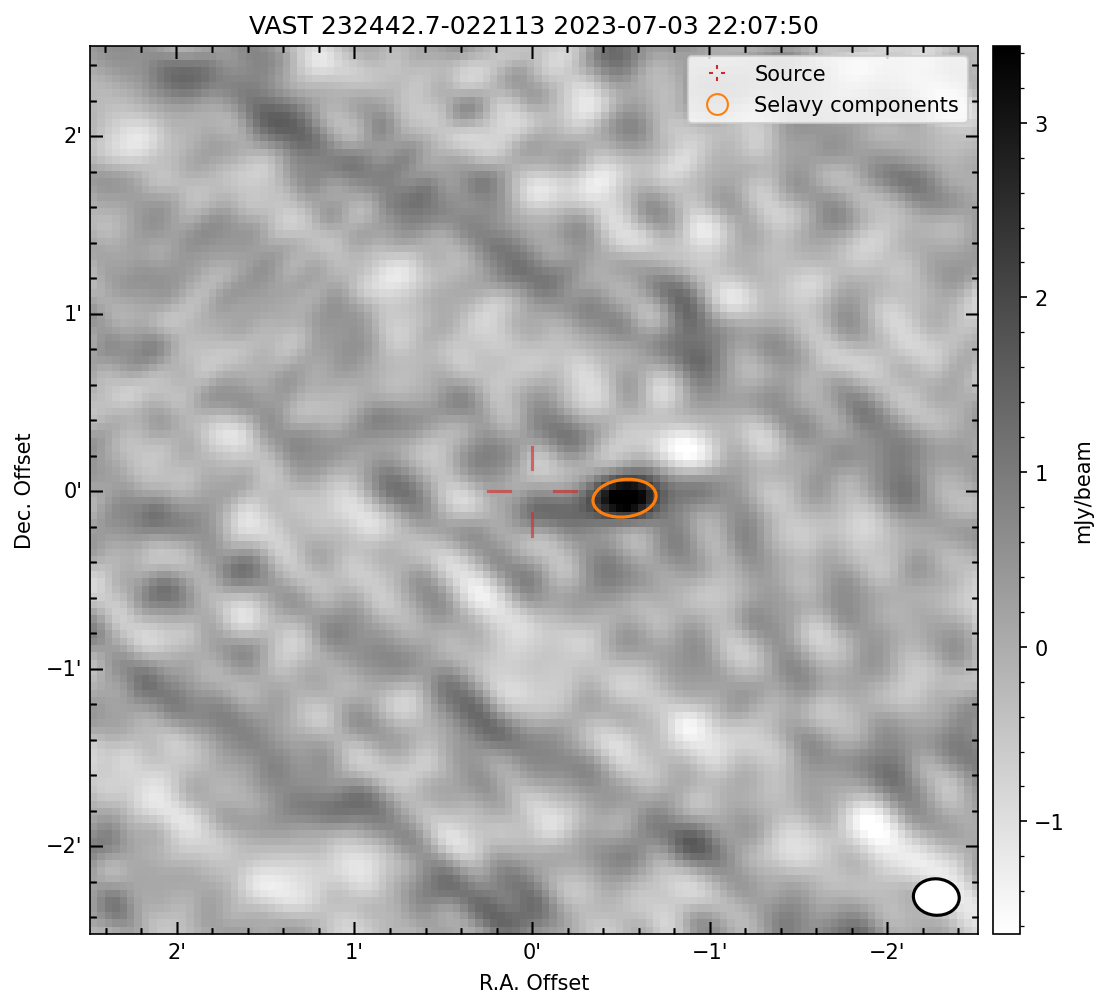 VAST 232442.7-022113 2023-07-03 22:07:50
Source
Selavy components
2'
1'
0'
−1'
−2'
Dec. Offset
2'
1'
0'
−1'
−2'
R.A. Offset
3
2
1
0
−1
mJy/beam